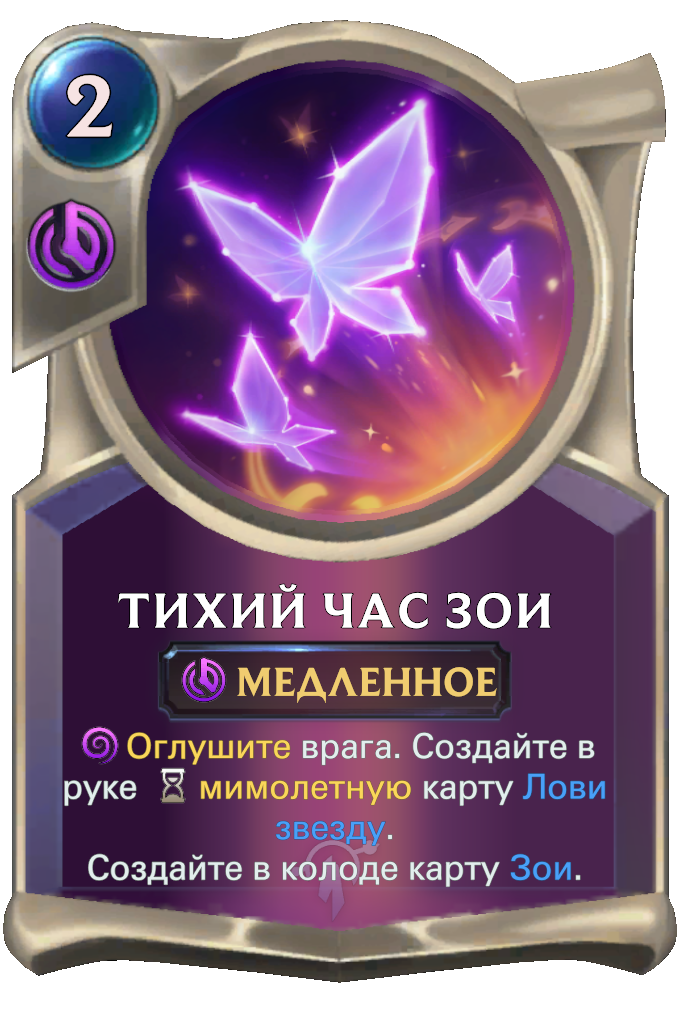 2
ТИХИЙ ЧАС ЗОИ
МЕДЛЕННОЕ
Оглушите врага. Создайте в
руке мимолетную карту Лови
звезду.
Создайте в колоде карту Зои.